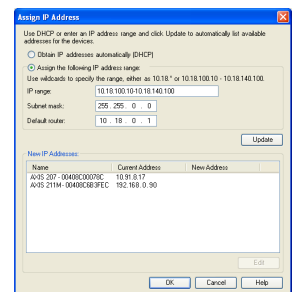 Assign IP Address
Use DHCP or enter an IP address range and click Update to automatically list available
addresses for the devices.
Obtain IP addresses automatically (DHCP)
Assign the following IP address range:
Use wildcards to specify the range, either as 10.18.* or 10.18.100.10 - 10.18.140.100.
IP range: 10.18.100.10-10.18.140.100
Subnet mask: 255 . 255 . 0 . 0
Default router: 10 . 18 . 0 . 1
Update
New IP Addresses:
Name Current Address New Address
AXIS 207 - 00408C00078C 10.91.8.17
AXIS 211M - 00408C6B3FEC 192.168.0.90
Edit
OK Cancel Help